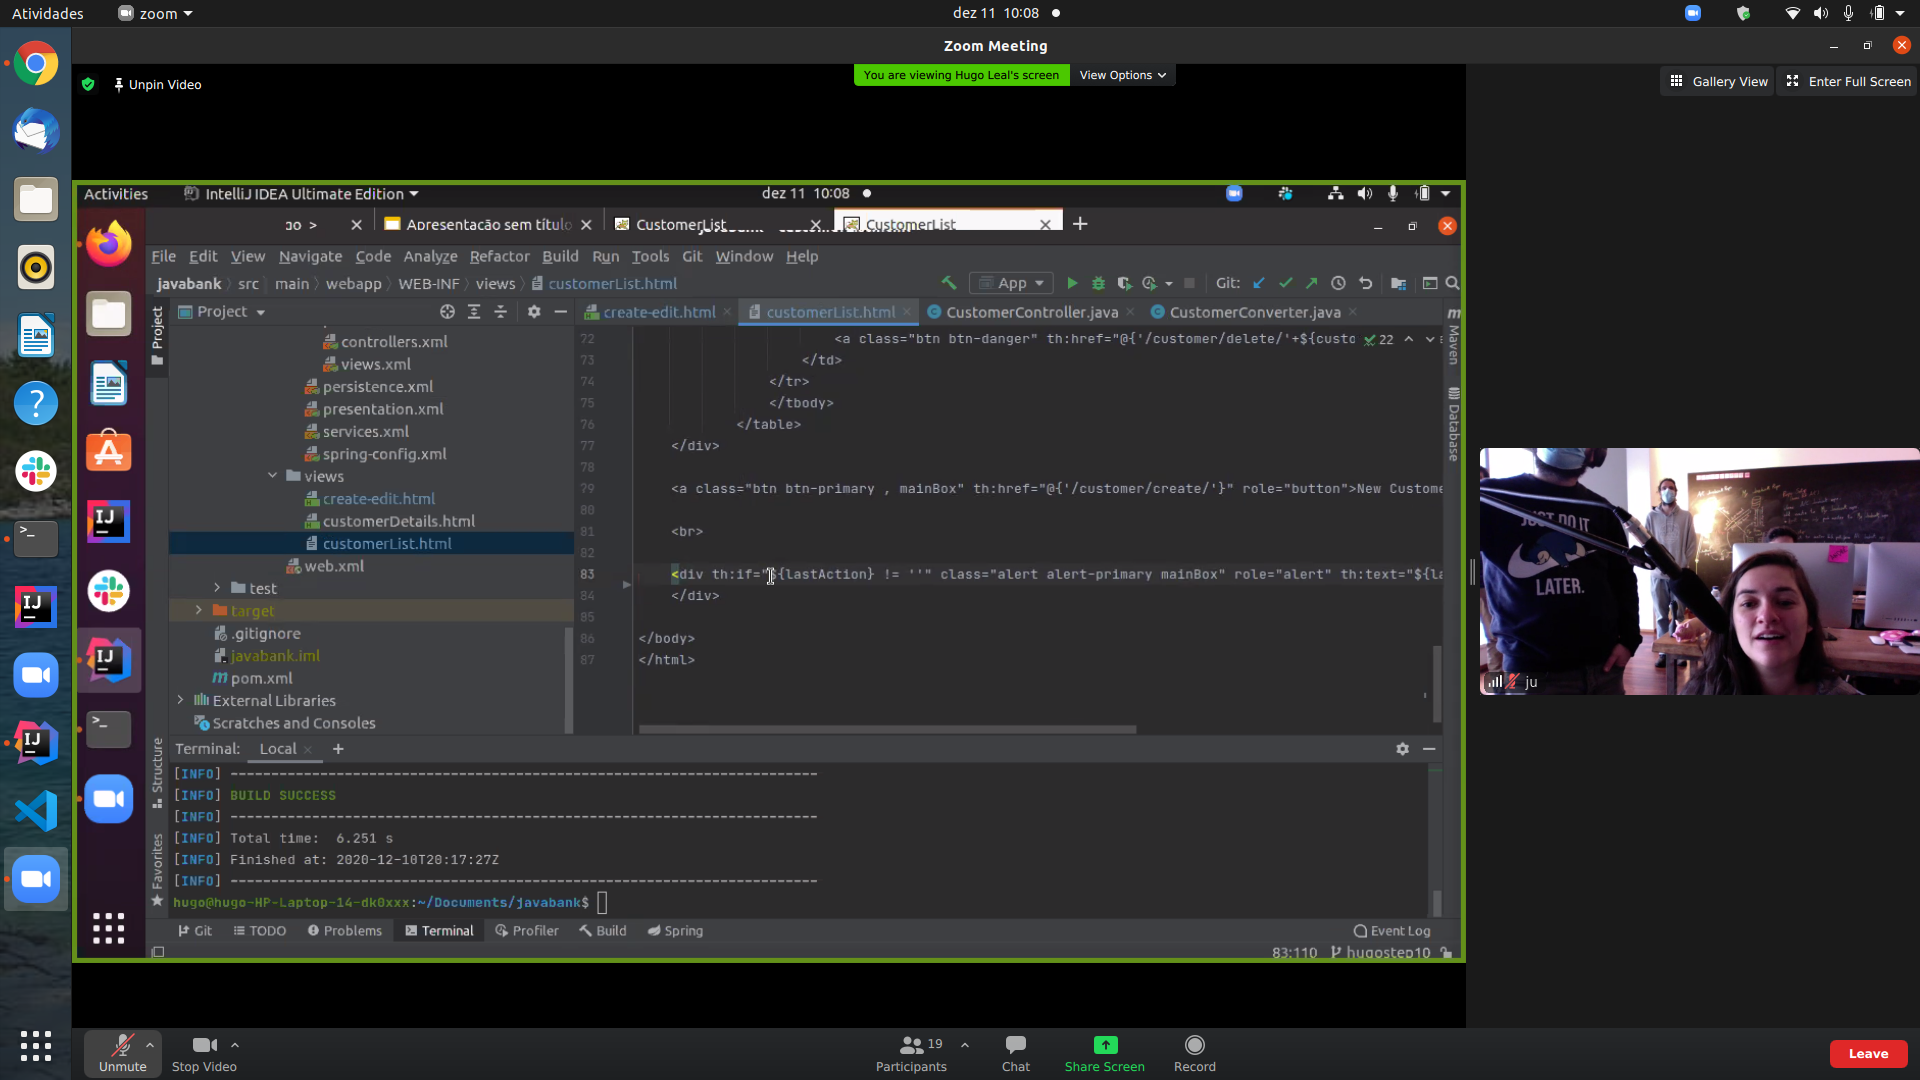 Atividades
zoom
dez 11 10:08
Zoom Meeting
Unpin Video
You are viewing Hugo Leal's screen
View Options
Gallery View
Enter Full Screen
Activities
IntelliJ IDEA Ultimate Edition
dez 11 10:08
ao >
Apresentação sem título
CustomerList
CustomerList
File Edit View Navigate Code Analyze Refactor Build Run Tools Git Window Help
javabank src main webapp WEB-INF views customerList.html
App
Git:
Project
Project
create-edit.html
customerList.html
CustomerController.java
CustomerConverter.java
Maven
Database
controllers.xml
views.xml
persistence.xml
presentation.xml
services.xml
spring-config.xml
views
create-edit.html
customerDetails.html
customerList.html
web.xml
test
target
.gitignore
javabank.iml
pom.xml
External Libraries
Scratches and Consoles
72 <a class="btn btn-danger" th:href="@{'/customer/delete/'+${custo
22
73 </td>
74 </tr>
75 </tbody>
76 </table>
77 </div>
78
79 <a class="btn btn-primary , mainBox" th:href="@{'/customer/create/'}" role="button">New Custome
80
81 <br>
82
83 <div th:if="${lastAction} != ''" class="alert alert-primary mainBox" role="alert" th:text="${la
84 </div>
85
86 </body>
87 </html>
JUST DO IT
LATER.
ju
Structure
Favorites
Terminal: Local
[INFO] ------------------------------------------------------------------------
[INFO] BUILD SUCCESS
[INFO] ------------------------------------------------------------------------
[INFO] Total time: 6.251 s
[INFO] Finished at: 2020-12-10T20:17:27Z
[INFO] ------------------------------------------------------------------------
hugo@hugo-HP-Laptop-14-dk0xxx:~/Documents/javabank$
Git TODO Problems Terminal Profiler Build Spring
Event Log
83:110 hugostep10
Unmute
Stop Video
19
Participants
Chat
Share Screen
Record
Leave